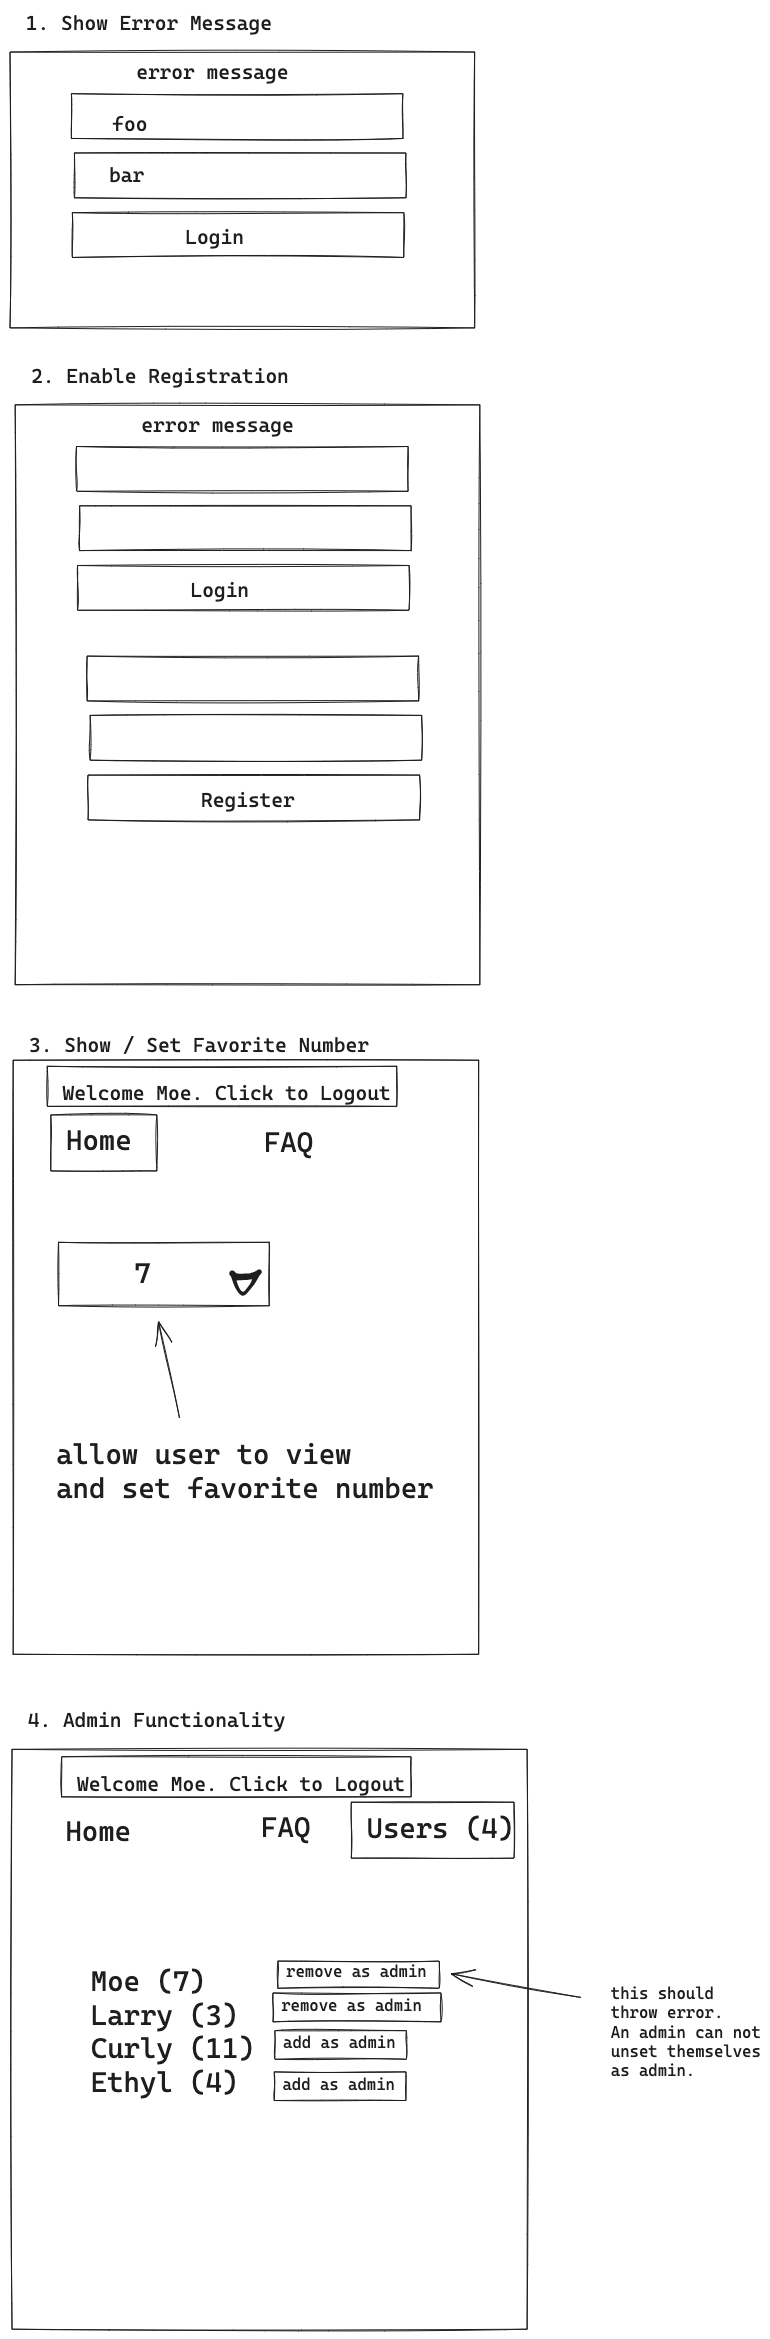 1. Show Error Message
error message
foo
bar
Login
2. Enable Registration
error message
Login
Register
3. Show / Set Favorite Number
Welcome Moe. Click to Logout
Home FAQ
7
allow user to view
and set favorite number
4. Admin Functionality
Welcome Moe. Click to Logout
Home FAQ Users (4)
Moe (7) remove as admin
Larry (3) remove as admin
Curly (11) add as admin
Ethyl (4) add as admin
this should
throw error.
An admin can not
unset themselves
as admin.